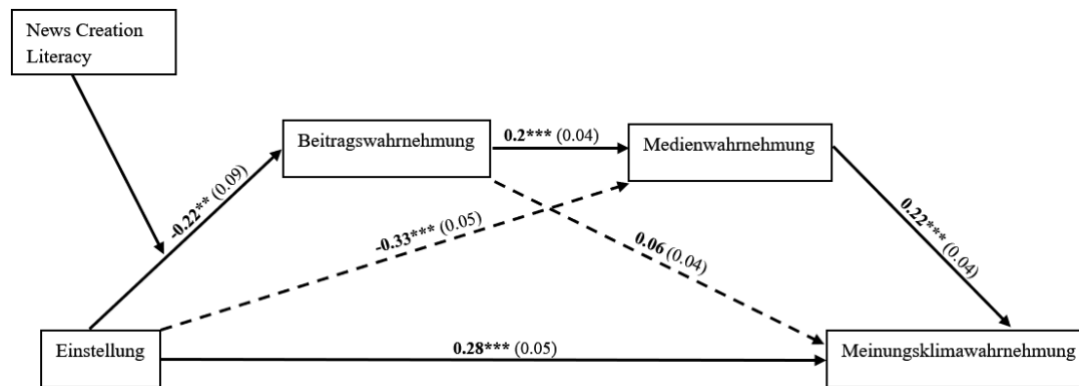 News Creation
Literacy
Beitragswahrnehmung
0.2*** (0.04)
Medienwahrnehmung
-0.22** (0.09)
-0.33*** (0.05)
0.06 (0.04)
0.22*** (0.04)
Einstellung
0.28*** (0.05)
Meinungsklimawahrnehmung